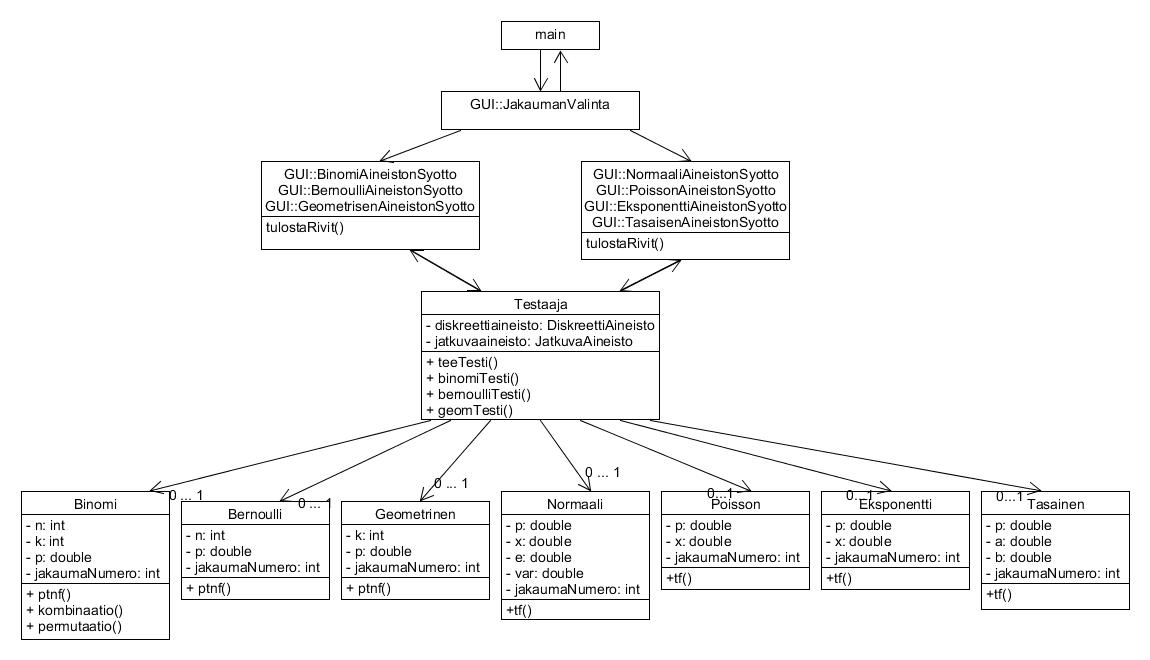 main
GUI::JakaumanValinta
GUI::BinomiAineistonSyotto
GUI::BernoulliAineistonSyotto
GUI::GeometrisenAineistonSyotto
tulostaRivit()
GUI::NormaaliAineistonSyotto
GUI::PoissonAineistonSyotto
GUI::EksponenttiAineistonSyotto
GUI::TasaisenAineistonSyotto
tulostaRivit()
Testaaja
- diskreettiaineisto: DiskreettiAineisto
- jatkuvaaineisto: JatkuvaAineisto
+ teeTesti()
+ binomiTesti()
+ bernoulliTesti()
+ geomTesti()
0 ... 1
Binomi
- n: int
- k: int
- p: double
- jakaumaNumero: int
+ ptnf()
+ kombinaatio()
+ permutaatio()
0 ... 1
Bernoulli
- n: int
- p: double
- jakaumaNumero: int
+ ptnf()
0 ... 1
Geometrinen
- k: int
- p: double
- jakaumaNumero: int
+ ptnf()
0 ... 1
Normaali
- p: double
- x: double
- e: double
- var: double
- jakaumaNumero: int
+tf()
0...1
Poisson
- p: double
- x: double
- jakaumaNumero: int
+tf()
0...1
Eksponentti
- p: double
- x: double
- jakaumaNumero: int
+tf()
0...1
Tasainen
- p: double
- a: double
- b: double
- jakaumaNumero: int
+tf()